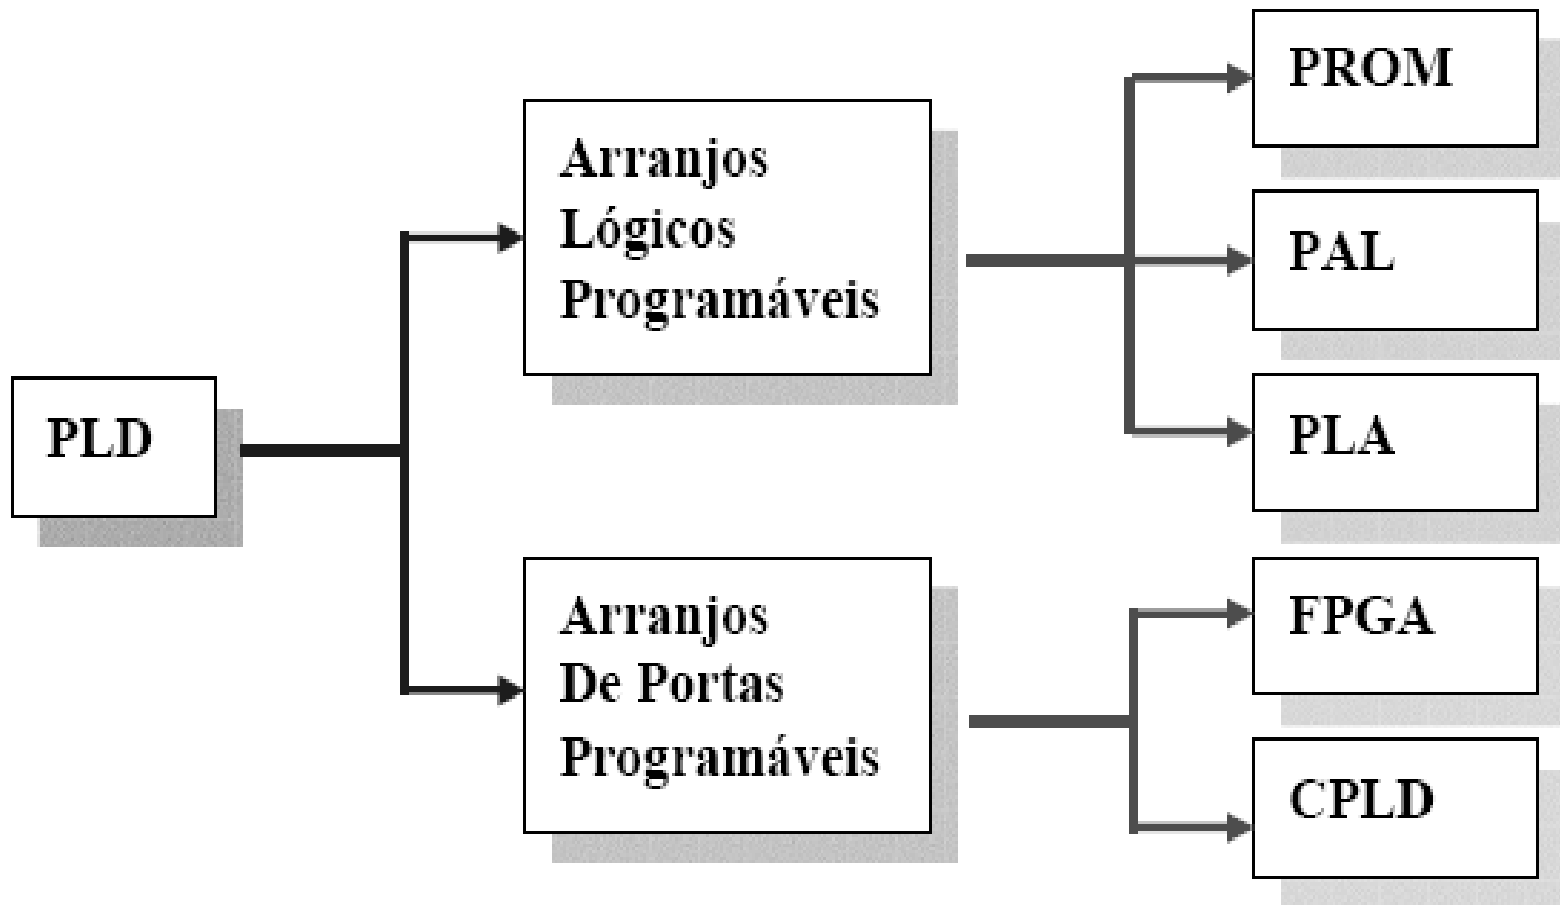 PLD
Arranjos
Lógicos
Programáveis
Arranjos
De Portas
Programáveis
PROM
PAL
PLA
FPGA
CPLD